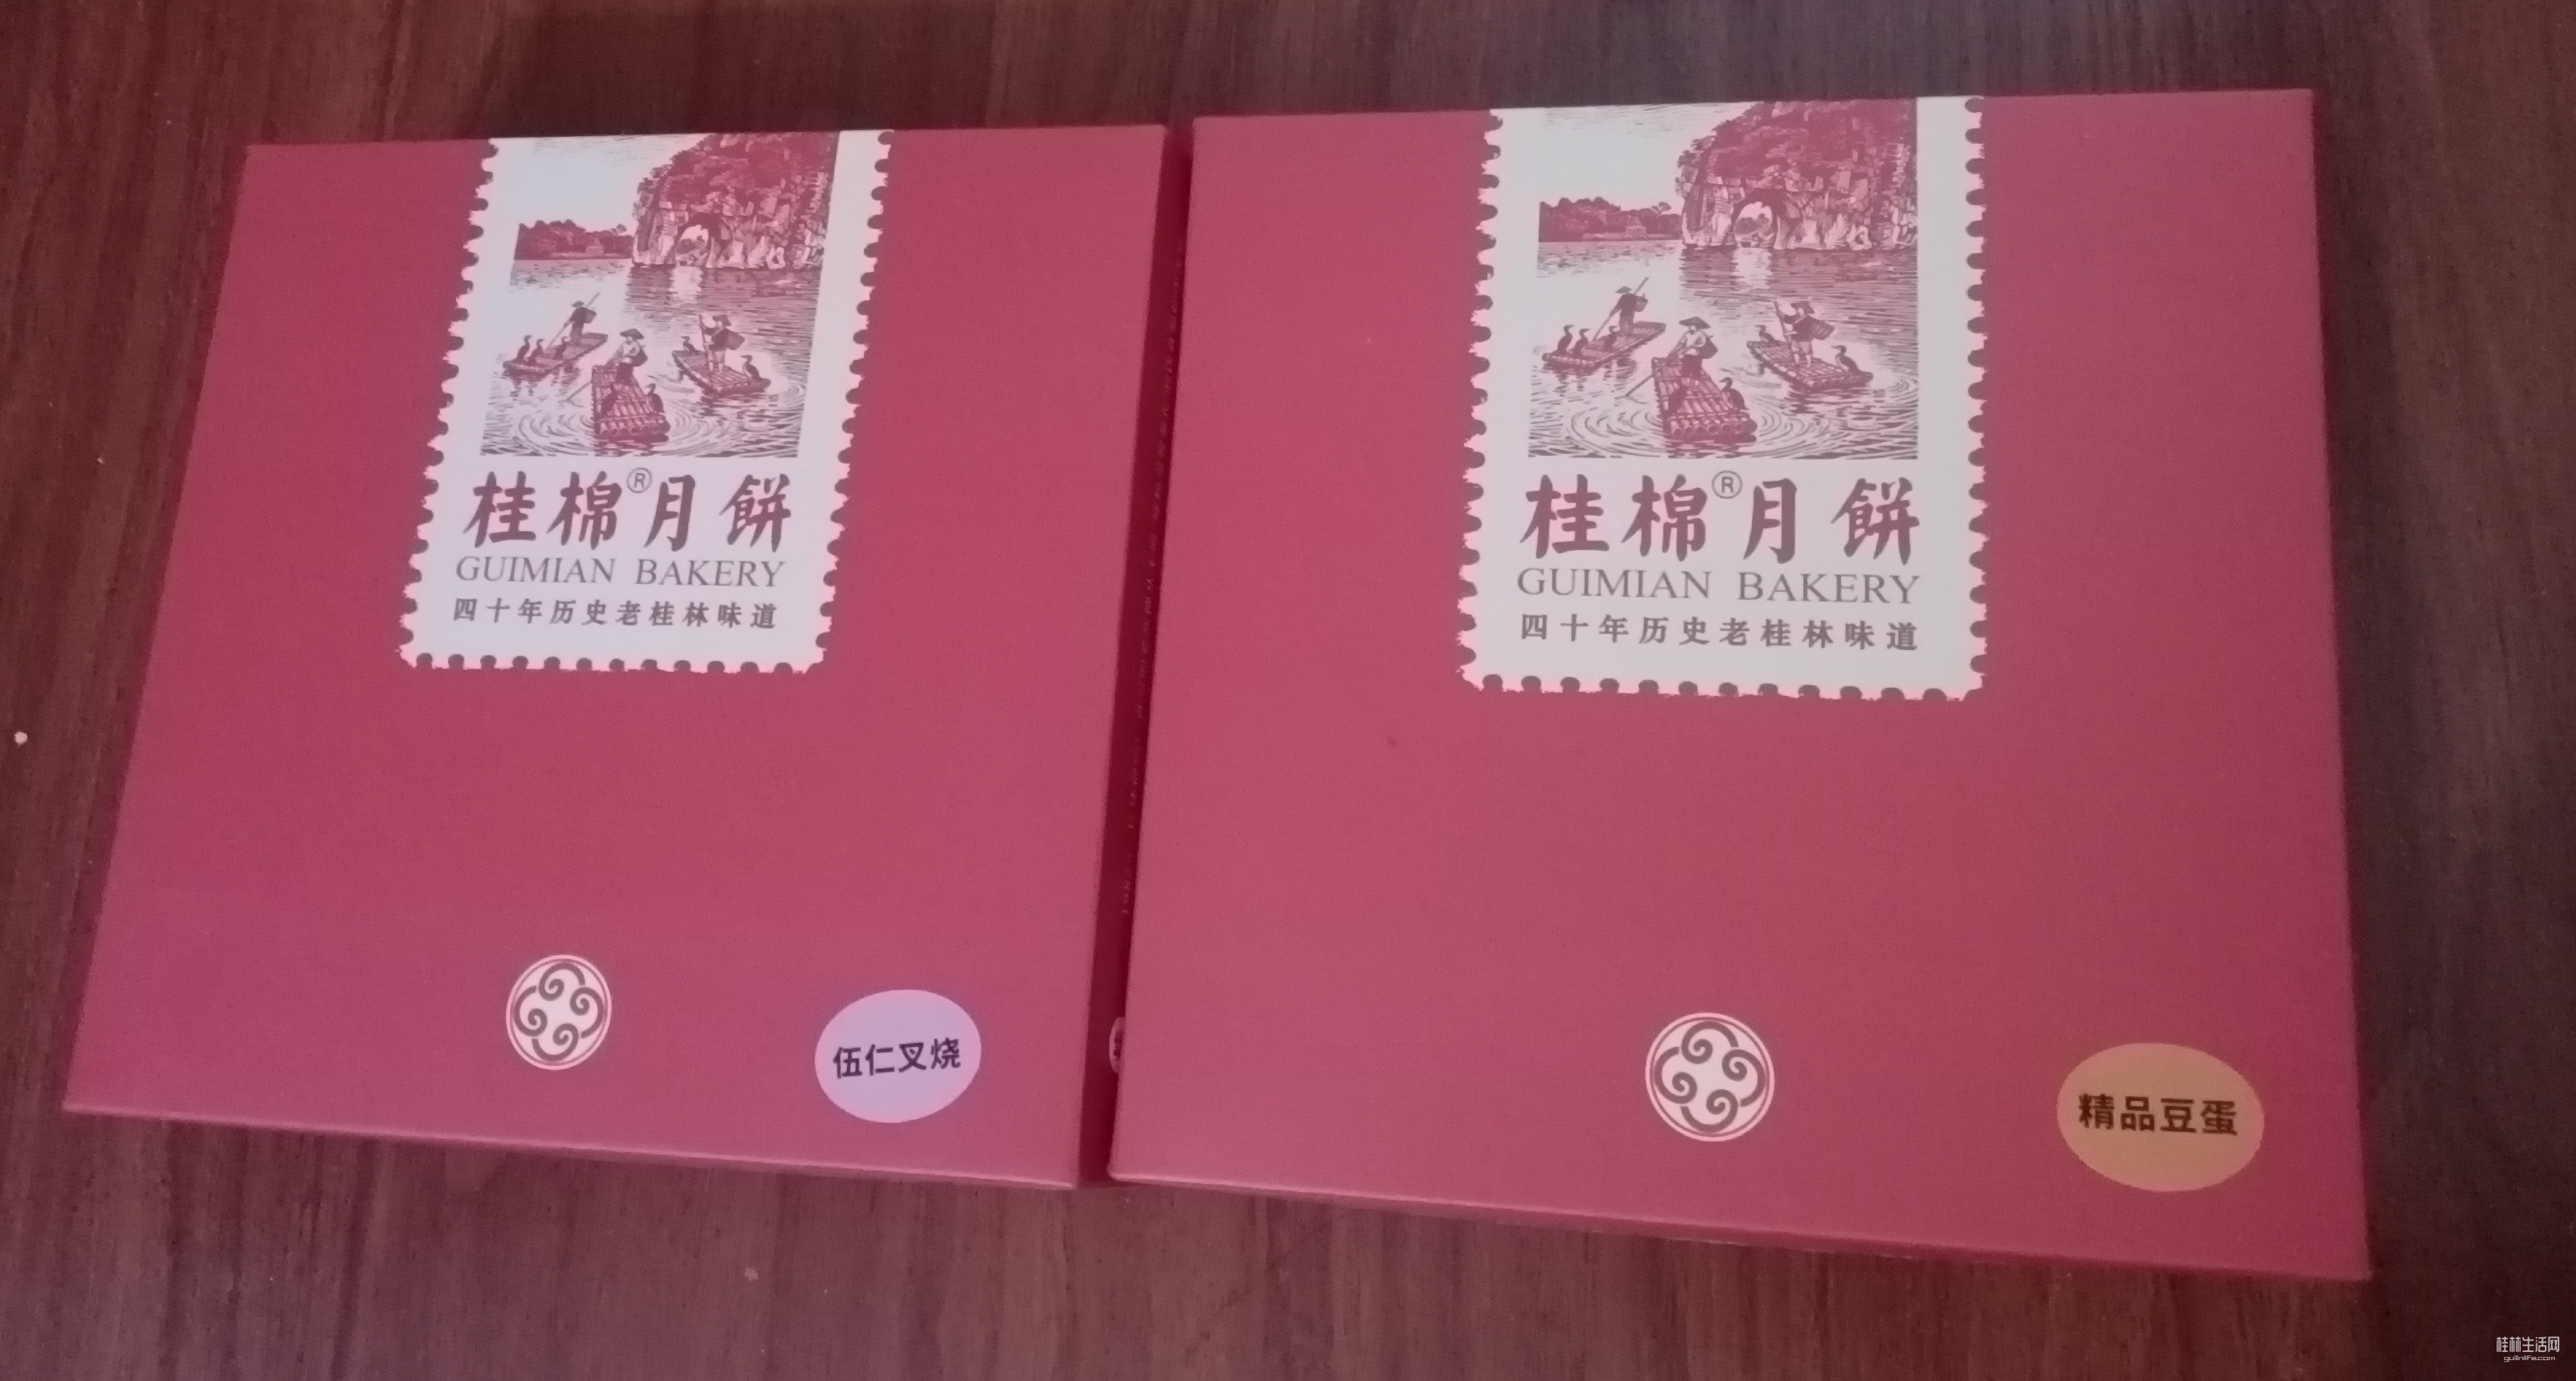 桂棉®月餅
GUIMIAN BAKERY
四十年历史老桂林味道
伍仁叉烧
桂棉®月餅
GUIMIAN BAKERY
四十年历史老桂林味道
精品豆蛋
桂林生活网
guilinlife.com